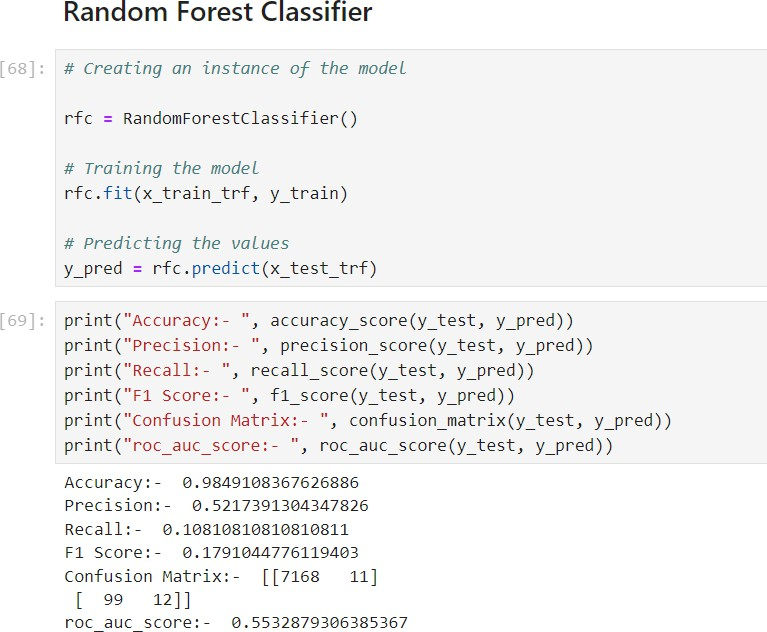 Random Forest Classifier
[68]:
# Creating an instance of the model
rfc = RandomForestClassifier()
# Training the model
rfc.fit(x_train_trf, y_train)
# Predicting the values
y_pred = rfc.predict(x_test_trf)
[69]:
print("Accuracy:- ", accuracy_score(y_test, y_pred))
print("Precision:- ", precision_score(y_test, y_pred))
print("Recall:- ", recall_score(y_test, y_pred))
print("F1 Score:- ", f1_score(y_test, y_pred))
print("Confusion Matrix:- ", confusion_matrix(y_test, y_pred))
print("roc_auc_score:- ", roc_auc_score(y_test, y_pred))
Accuracy:-  0.9849108367626886
Precision:-  0.5217391304347826
Recall:-  0.10810810810810811
F1 Score:-  0.1791044776119403
Confusion Matrix:-  [[7168   11]
 [  99   12]]
roc_auc_score:-  0.5532879306385367